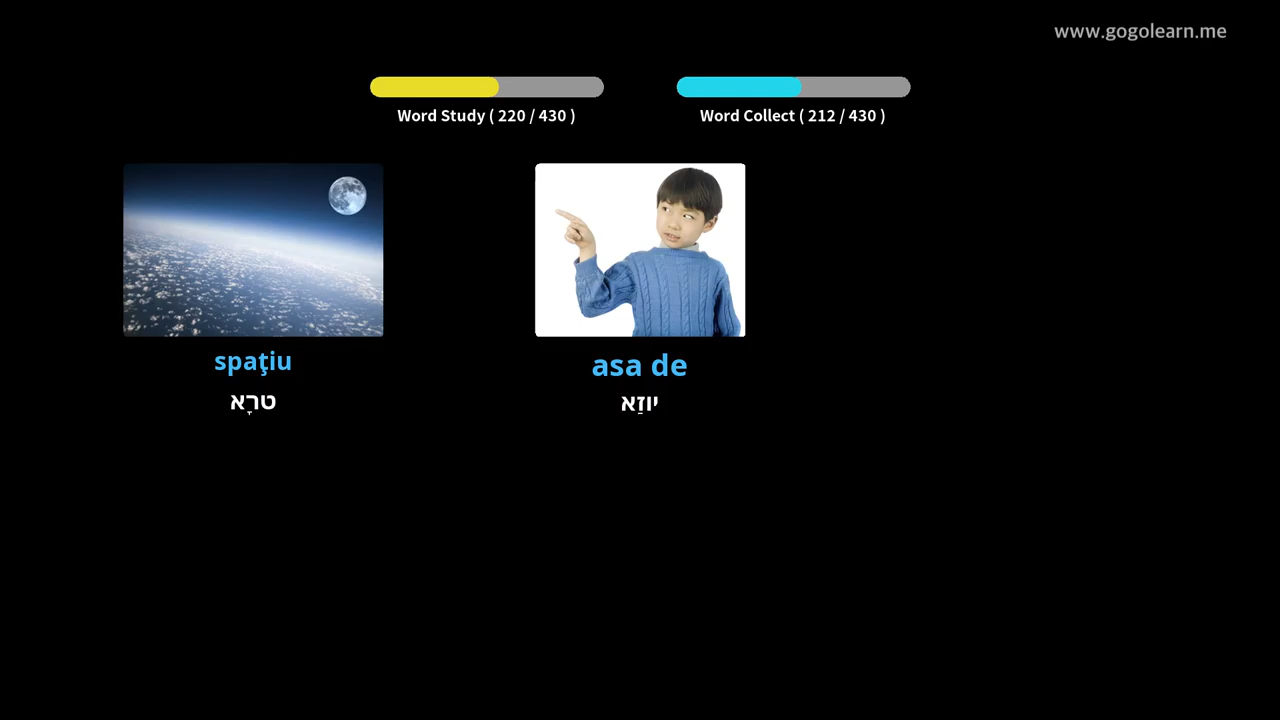 www.gogolearn.me
Word Study ( 220 / 430 )
Word Collect ( 212 / 430 )
spaţiu
asa de
טרָא
יוזַא